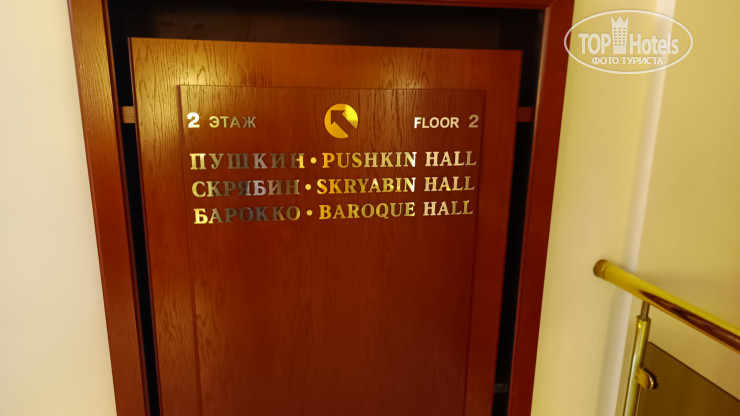 TOP Hotels
ФОТО ТУРИСТА
2 ЭТАЖ FLOOR 2
ПУШКИН • PUSHKIN HALL
СКРЯБИН • SKRYABIN HALL
БАРОККО • BAROQUE HALL